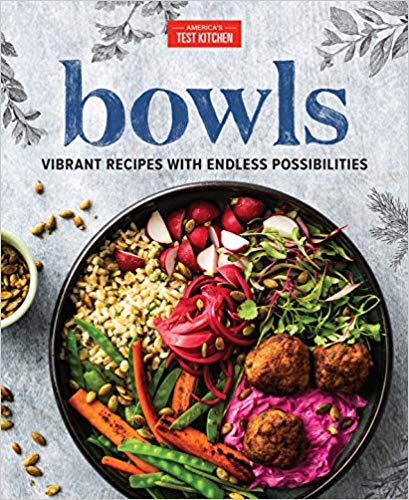 AMERICA'S
TEST KITCHEN
bowls
VIBRANT RECIPES WITH ENDLESS POSSIBILITIES